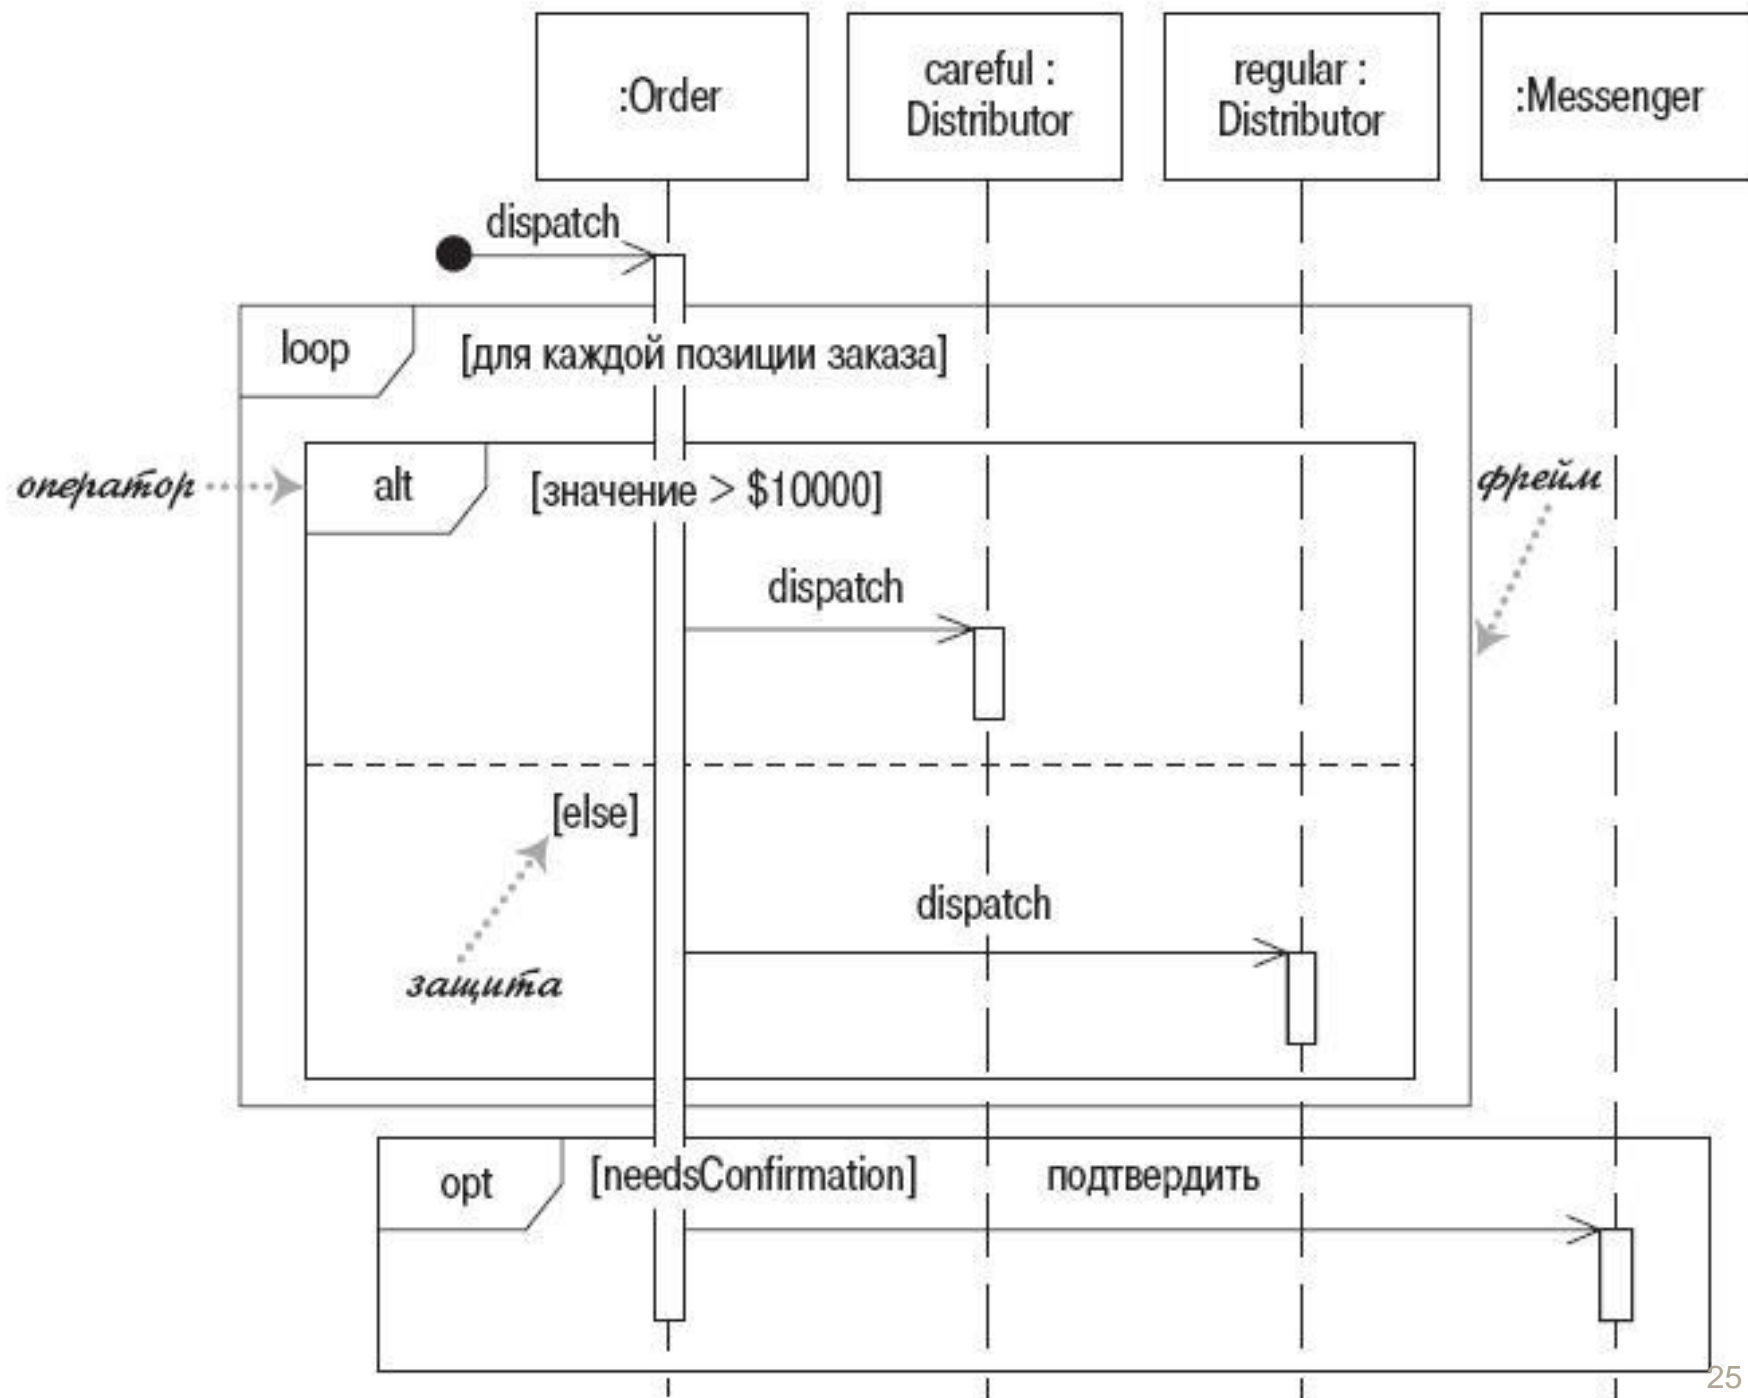 :Order
careful :
Distributor
regular :
Distributor
:Messenger
dispatch
loop
[для каждой позиции заказа]
оператор
alt
[значение > $10000]
фрейм
dispatch
[else]
dispatch
защита
opt
[needsConfirmation]
подтвердить
25